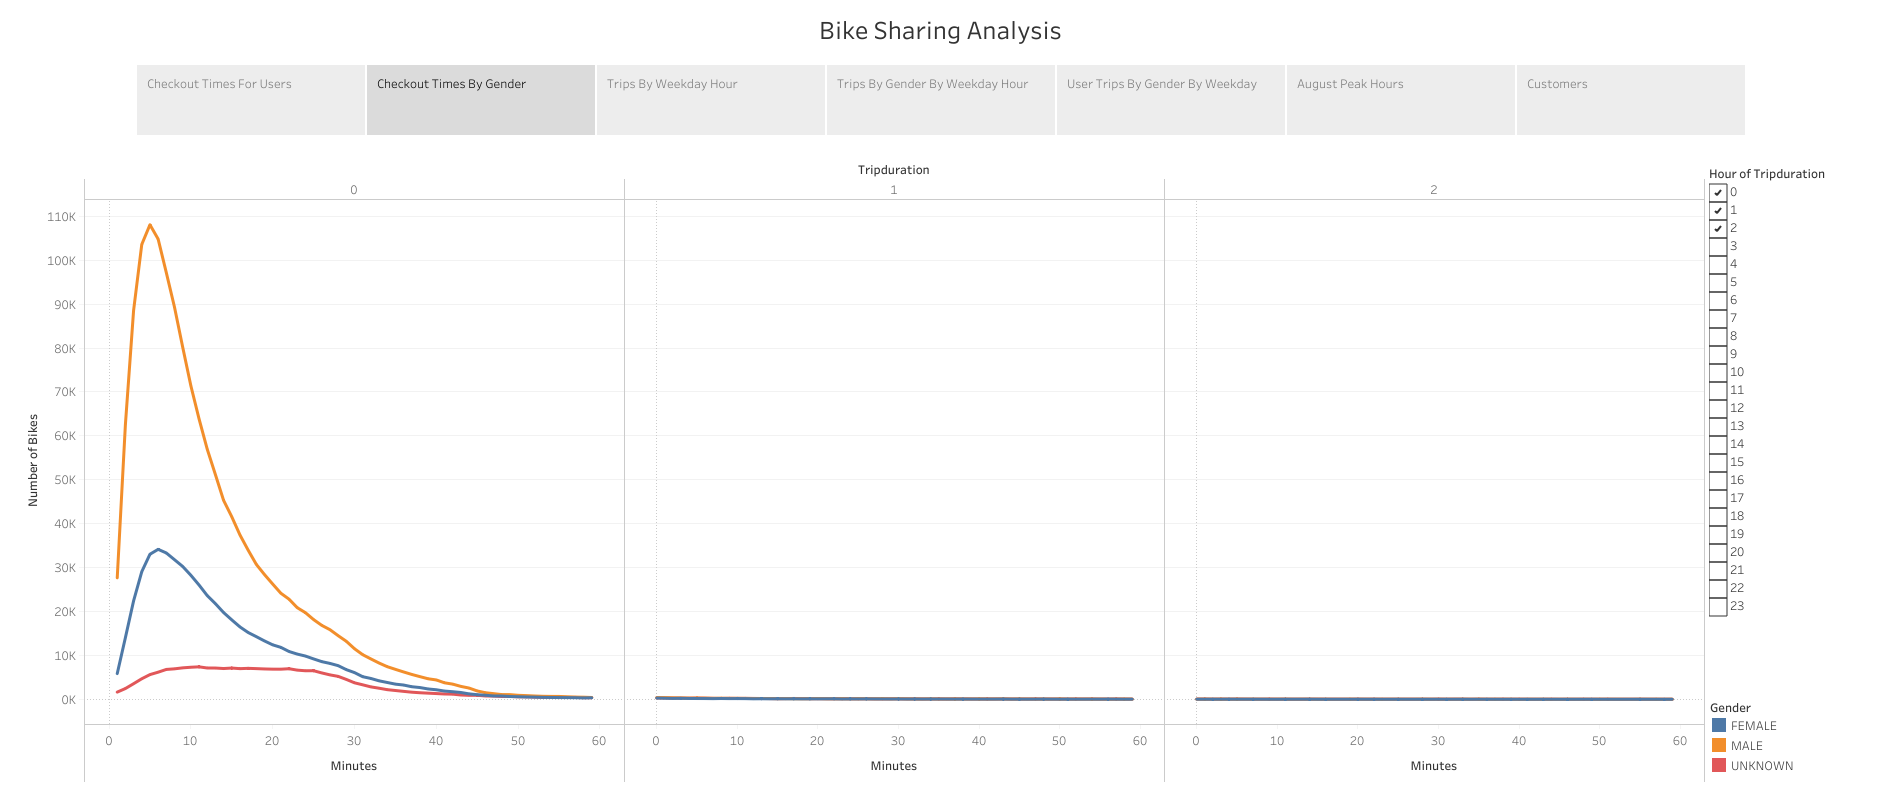 Bike Sharing Analysis
Checkout Times For Users
Checkout Times By Gender
Trips By Weekday Hour
Trips By Gender By Weekday Hour
User Trips By Gender By Weekday
August Peak Hours
Customers
Tripduration
0
1
2
110K
100K
90K
80K
70K
60K
50K
40K
30K
20K
10K
0K
Number of Bikes
0 10 20 30 40 50 60
0 10 20 30 40 50 60
0 10 20 30 40 50 60
Minutes
Minutes
Minutes
Hour of Tripduration
0
1
2
3
4
5
6
7
8
9
10
11
12
13
14
15
16
17
18
19
20
21
22
23
Gender
FEMALE
MALE
UNKNOWN